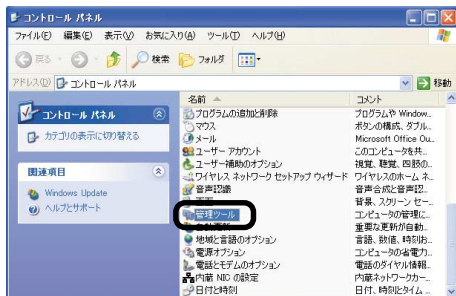 コントロール パネル
ファイル(F) 編集(E) 表示(V) お気に入り(A) ツール(T) ヘルプ(H)
戻る 検索 フォルダ
アドレス(D) コントロール パネル 移動
コントロール パネル
カテゴリの表示に切り替える
関連項目
Windows Update
ヘルプとサポート
名前 コメント
プログラムの追加と削除 プログラムや Window...
マウス ボタンの構成、ダブル...
メール Microsoft Office Ou...
ユーザー アカウント このコンピュータを共...
ユーザー補助のオプション 視覚、聴覚、四肢の...
ワイヤレス ネットワーク セットアップ ウィザード ワイヤレスのホーム ネ...
音声認識 音声合成と音声認...
画面 背景、スクリーン セー...
管理ツール コンピュータの管理に...
自動更新 重要な更新が自動...
地域と言語のオプション 言語、数値、時刻お...
電源オプション コンピュータの省電力...
電話とモデムのオプション 電話のダイヤル情報...
内蔵 NIC の設定 内蔵ネットワークカー...
日付と時刻 日付、時刻とタイム ...